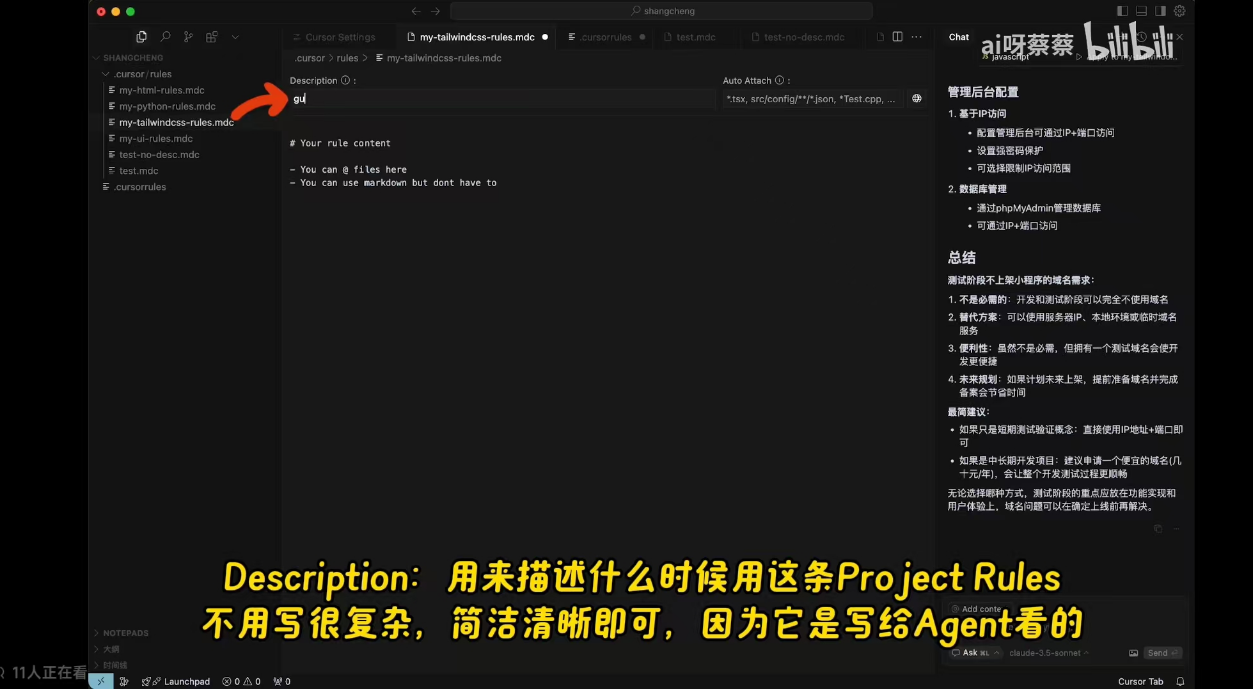 shangcheng
Cursor Settings
my-tailwindcss-rules.mdc
.cursorrules
test.mdc
test-no-desc.mdc
Chat
ai呀蔡蔡
bilibili
SHANGCHENG
.cursor/rules
my-html-rules.mdc
my-python-rules.mdc
my-tailwindcss-rules.mdc
my-ui-rules.mdc
test-no-desc.mdc
test.mdc
.cursorrules
.cursor > rules > my-tailwindcss-rules.mdc
Description :
gu
Auto Attach :
*.tsx, src/config/**/*.json, *Test.cpp, ...
# Your rule content
- You can @ files here
- You can use markdown but dont have to
javascript
管理后台配置
1. 基于IP访问
• 配置管理后台可通过IP+端口访问
• 设置强密码保护
• 可选择限制IP访问范围
2. 数据库管理
• 通过phpMyAdmin管理数据库
• 可通过IP+端口访问
总结
测试阶段不上架小程序的域名需求：
1. 不是必需的：开发和测试阶段可以完全不使用域名
2. 替代方案：可以使用服务器IP、本地环境或临时域名
服务
3. 便利性：虽然不是必需，但拥有一个测试域名会使开
发更便捷
4. 未来规划：如果计划未来上架，提前准备域名并完成
备案会节省时间
最简建议：
• 如果只是短期测试验证概念：直接使用IP地址+端口即
可
• 如果是中长期开发项目：建议申请一个便宜的域名(几
十元/年)，会让整个开发测试过程更顺畅
无论选择哪种方式，测试阶段的重点应放在功能实现和
用户体验上，域名问题可以在确定上线前再解决。
Description：用来描述什么时候用这条Project Rules
不用写很复杂，简洁清晰即可，因为它是写给Agent看的
Add conte
Ask ⌘L
claude-3.5-sonnet
Send
NOTEPADS
大纲
时间线
11人正在看
Launchpad
0
0
0
Cursor Tab